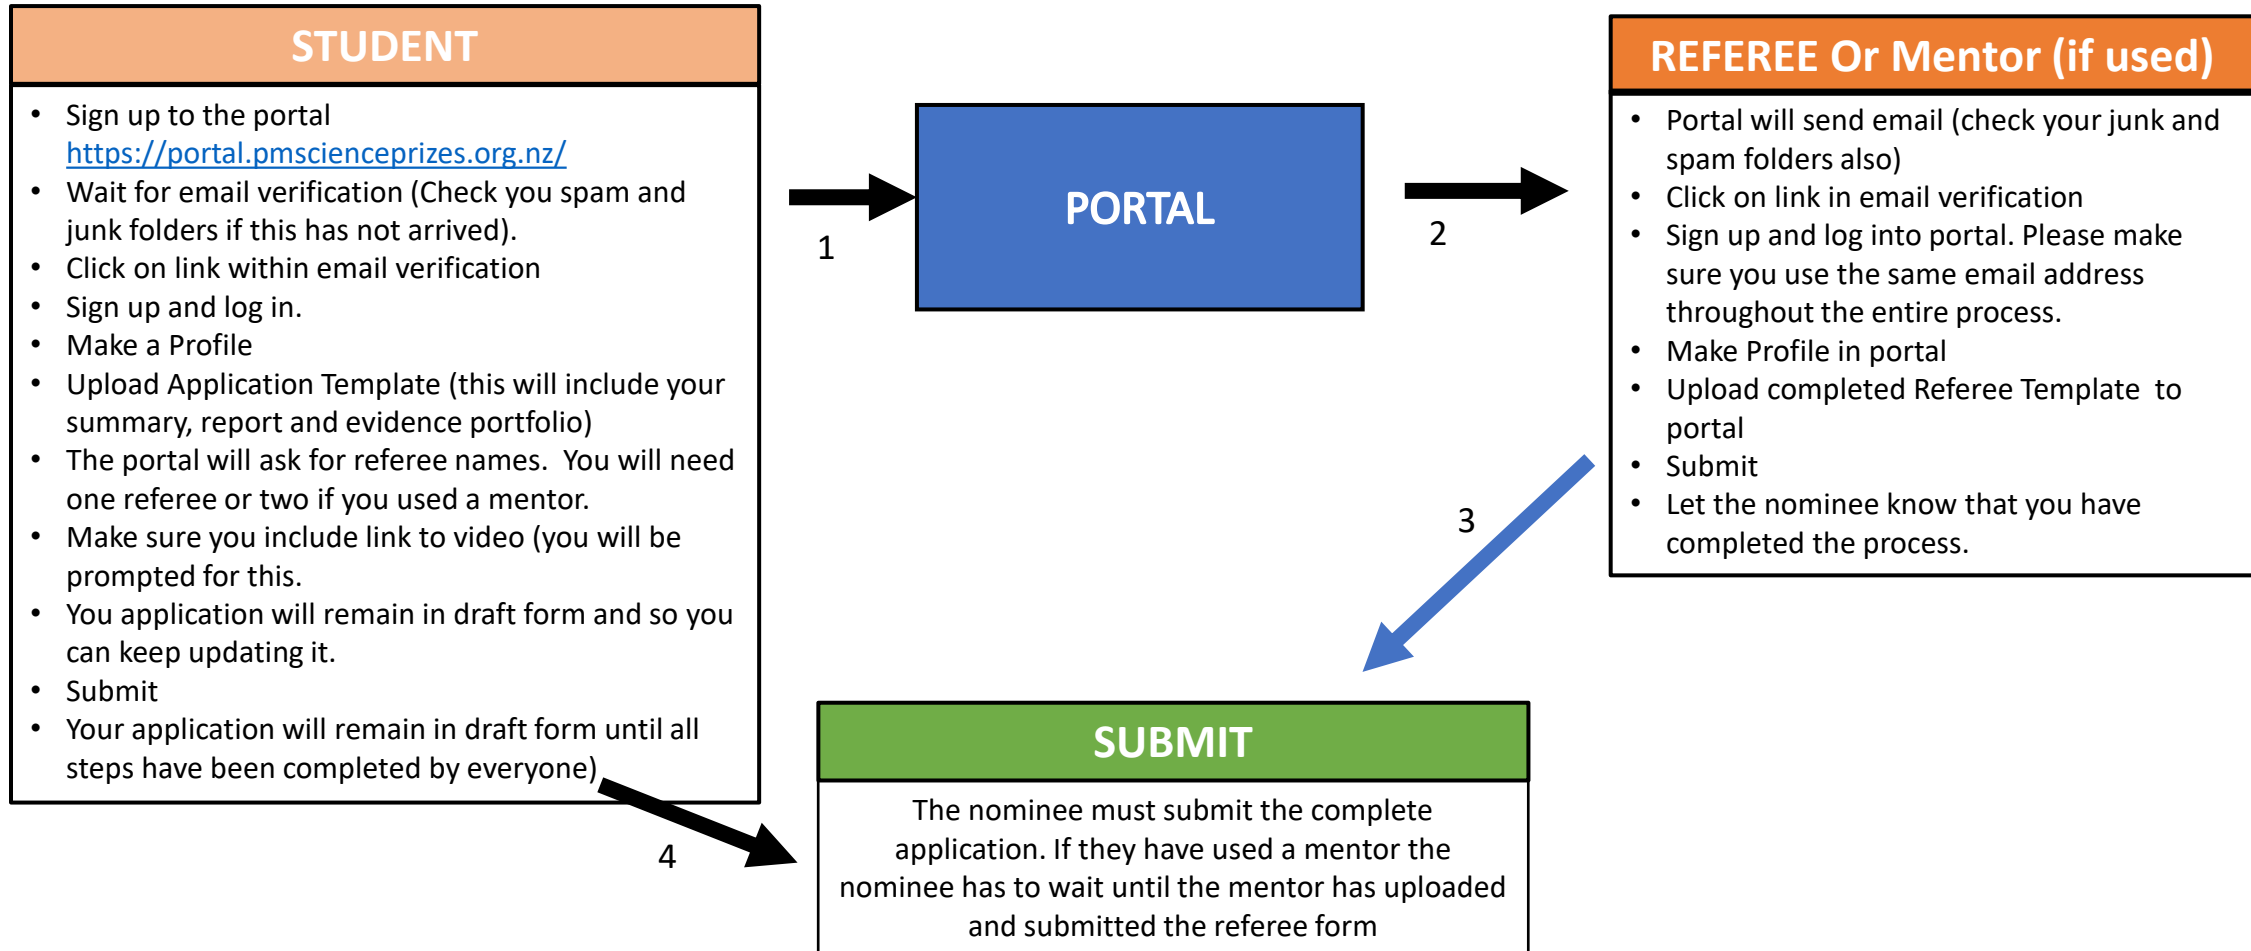 STUDENT
• Sign up to the portal
https://portal.pmscienceprizes.org.nz/
• Wait for email verification (Check you spam and
junk folders if this has not arrived).
• Click on link within email verification
• Sign up and log in.
• Make a Profile
• Upload Application Template (this will include your
summary, report and evidence portfolio)
• The portal will ask for referee names.  You will need
one referee or two if you used a mentor.
• Make sure you include link to video (you will be
prompted for this.
• You application will remain in draft form and so you
can keep updating it.
• Submit
• Your application will remain in draft form until all
steps have been completed by everyone)
1
PORTAL
2
REFEREE Or Mentor (if used)
• Portal will send email (check your junk and
spam folders also)
• Click on link in email verification
• Sign up and log into portal. Please make
sure you use the same email address
throughout the entire process.
• Make Profile in portal
• Upload completed Referee Template  to
portal
• Submit
• Let the nominee know that you have
completed the process.
3
4
SUBMIT
The nominee must submit the complete
application. If they have used a mentor the
nominee has to wait until the mentor has uploaded
and submitted the referee form